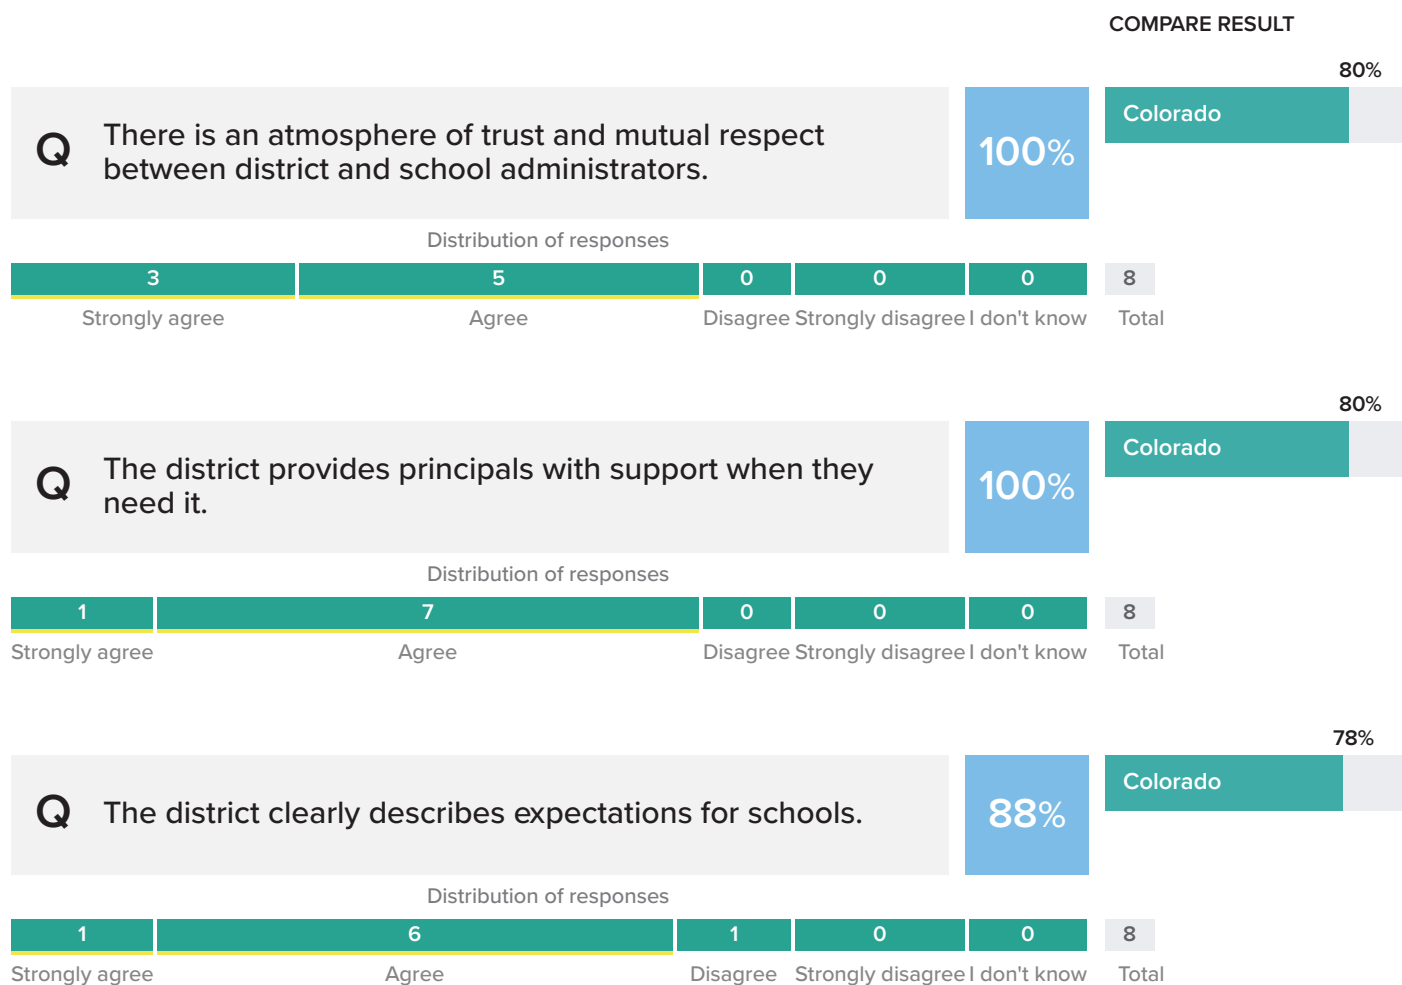 COMPARE RESULT
80%
Q
There is an atmosphere of trust and mutual respect
between district and school administrators.
100%
Colorado
Distribution of responses
3 5 0 0 0 8
Strongly agree Agree Disagree Strongly disagree I don't know Total
80%
Q
The district provides principals with support when they
need it.
100%
Colorado
Distribution of responses
1 7 0 0 0 8
Strongly agree Agree Disagree Strongly disagree I don't know Total
78%
Q
The district clearly describes expectations for schools.
88%
Colorado
Distribution of responses
1 6 1 0 0 8
Strongly agree Agree Disagree Strongly disagree I don't know Total